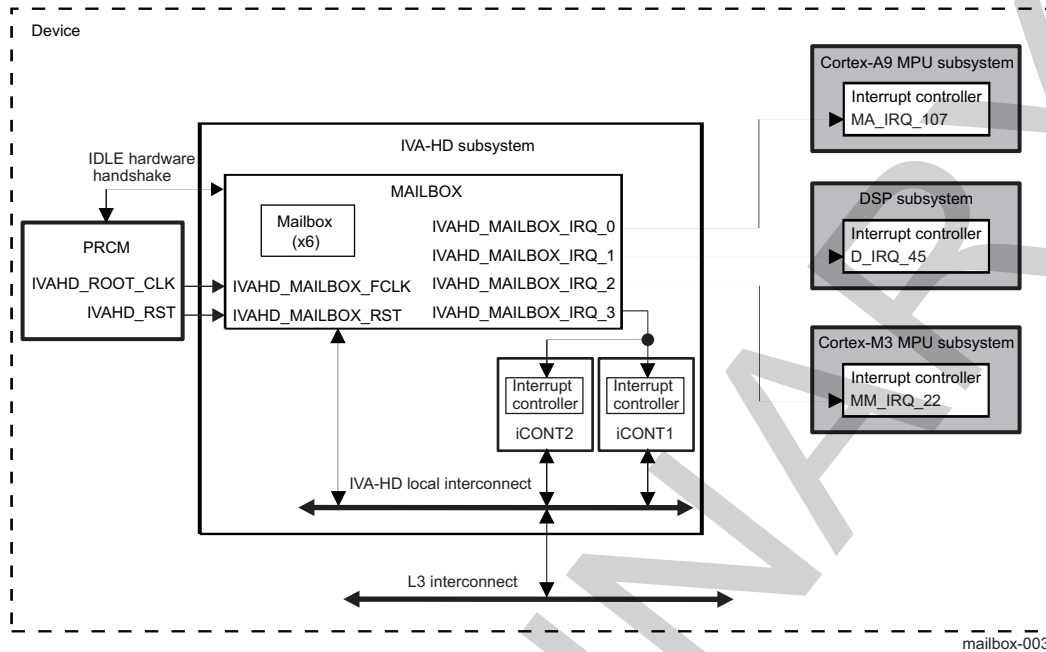 Device
Cortex-A9 MPU subsystem
Interrupt controller
MA_IRQ_107
IVA-HD subsystem
IDLE hardware
handshake
MAILBOX
Mailbox
(x6)
DSP subsystem
Interrupt controller
D_IRQ_45
PRCM
IVAHD_ROOT_CLK
IVAHD_RST
IVAHD_MAILBOX_FCLK
IVAHD_MAILBOX_RST
IVAHD_MAILBOX_IRQ_0
IVAHD_MAILBOX_IRQ_1
IVAHD_MAILBOX_IRQ_2
IVAHD_MAILBOX_IRQ_3
Cortex-M3 MPU subsystem
Interrupt controller
MM_IRQ_22
Interrupt
controller
iCONT2
Interrupt
controller
iCONT1
IVA-HD local interconnect
L3 interconnect
mailbox-003